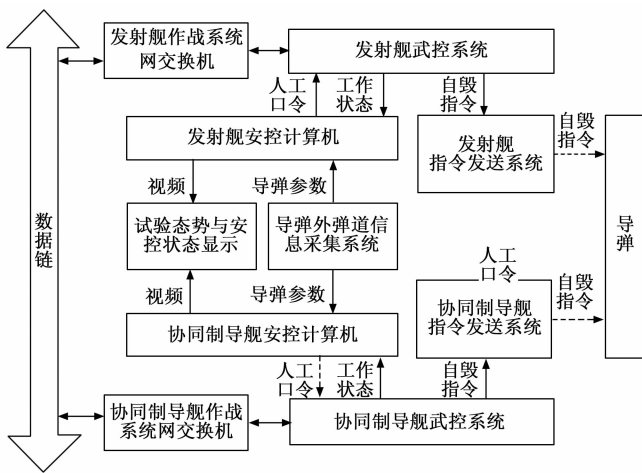 发射舰作战系统
网交换机
发射舰武控系统
人工
口令
工作
状态
自毁
指令
发射舰安控计算机
发射舰
指令发送系统
自毁
指令
视频
导弹参数
数据链
试验态势与安
控状态显示
导弹外弹道信
息采集系统
导弹
人工
口令
视频
导弹参数
协同制导舰
指令发送系统
自毁
指令
协同制导舰安控计算机
人工
口令
工作
状态
自毁
指令
协同制导舰作战
系统网交换机
协同制导舰武控系统